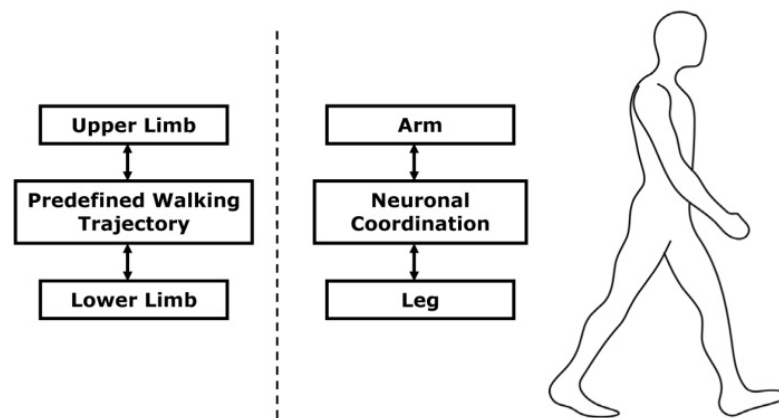 Upper Limb
Predefined Walking
Trajectory
Lower Limb
Arm
Neuronal
Coordination
Leg